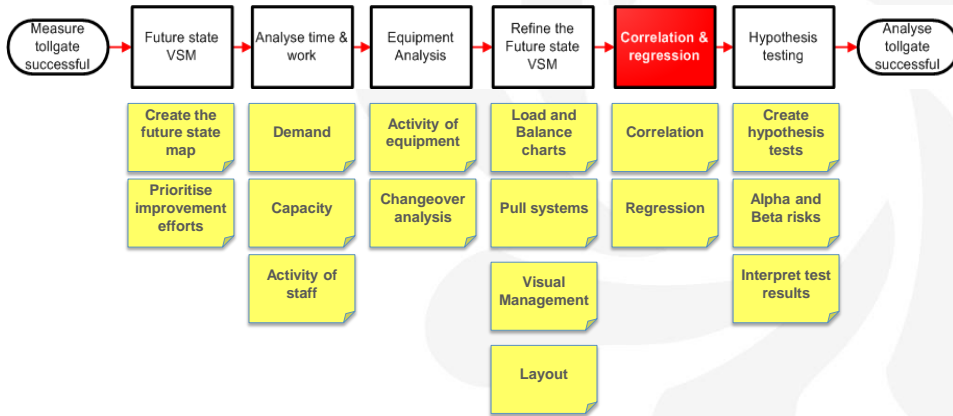 Measure
tollgate
successful
Future state
VSM
Analyse time &
work
Equipment
Analysis
Refine the
Future state
VSM
Correlation &
regression
Hypothesis
testing
Analyse
tollgate
successful
Create the
future state
map
Prioritise
improvement
efforts
Demand
Capacity
Activity of
staff
Activity of
equipment
Changeover
analysis
Load and
Balance
charts
Pull systems
Visual
Management
Layout
Correlation
Regression
Create
hypothesis
tests
Alpha and
Beta risks
Interpret test
results